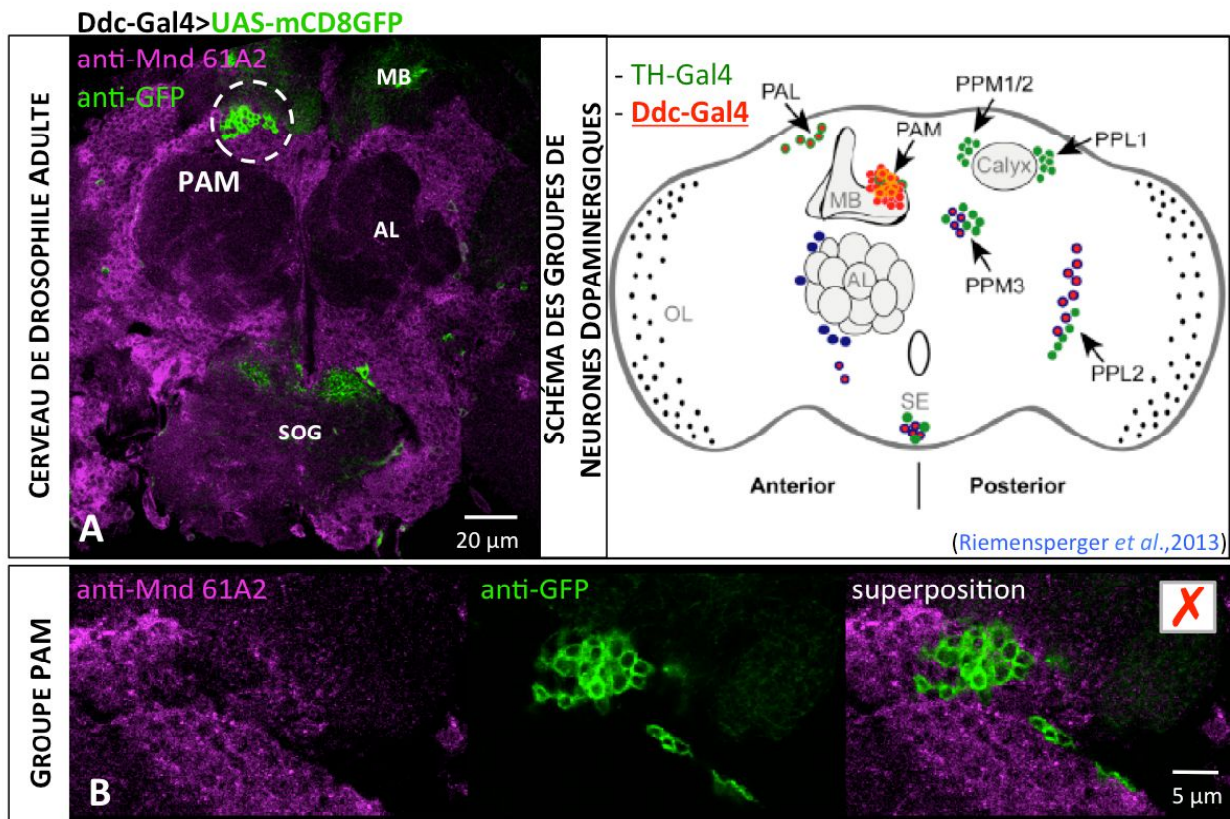 Ddc-Gal4>UAS-mCD8GFP
CERVEAU DE DROSOPHILE ADULTE
anti-Mnd 61A2
anti-GFP
MB
PAM
AL
SOG
A
20 µm
SCHÉMA DES GROUPES DE
NEURONES DOPAMINERGIQUES
- TH-Gal4
- Ddc-Gal4
PAL
PAM
PPM1/2
PPL1
Calyx
MB
PPM3
AL
OL
PPL2
SE
Anterior
Posterior
(Riemensperger et al.,2013)
GROUPE PAM
anti-Mnd 61A2
anti-GFP
superposition
✗
B
5 µm